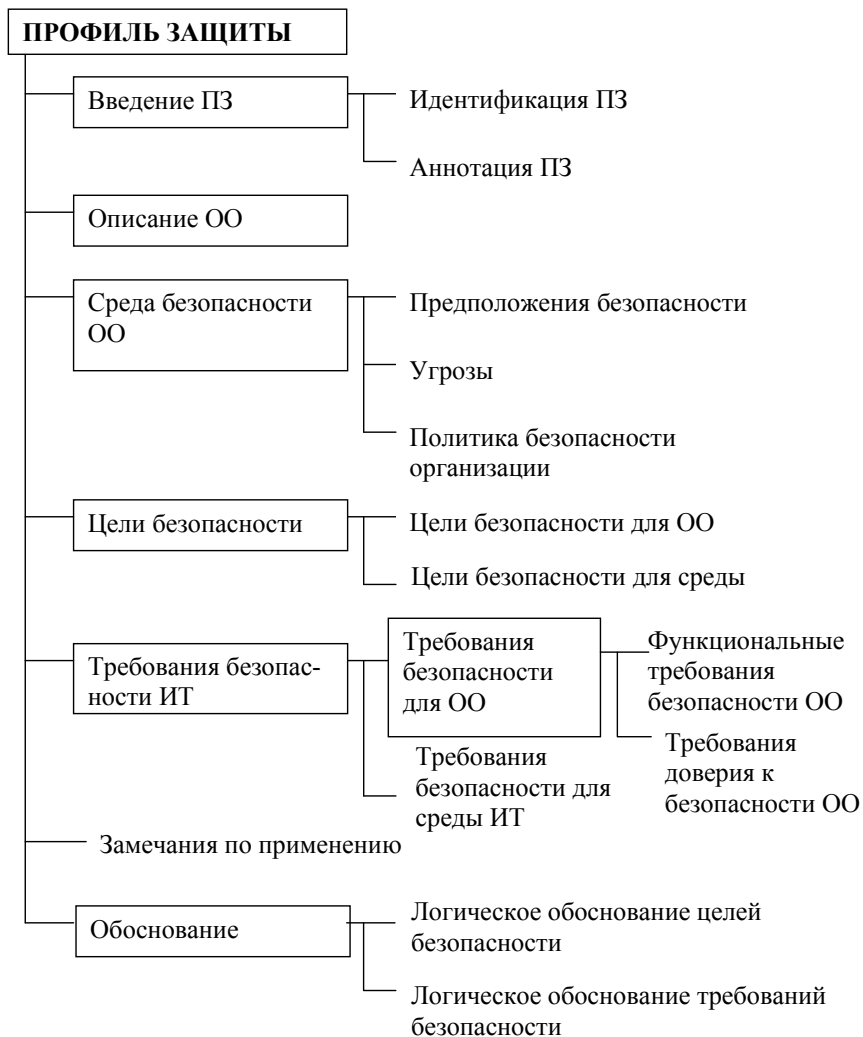 ПРОФИЛЬ ЗАЩИТЫ
Введение ПЗ
Идентификация ПЗ
Аннотация ПЗ
Описание ОО
Среда безопасности
ОО
Предположения безопасности
Угрозы
Политика безопасности
организации
Цели безопасности
Цели безопасности для ОО
Цели безопасности для среды
Требования безопас-
ности ИТ
Требования
безопасности
для ОО
Функциональные
требования
безопасности ОО
Требования
доверия к
безопасности ОО
Требования
безопасности для
среды ИТ
Замечания по применению
Обоснование
Логическое обоснование целей
безопасности
Логическое обоснование требований
безопасности